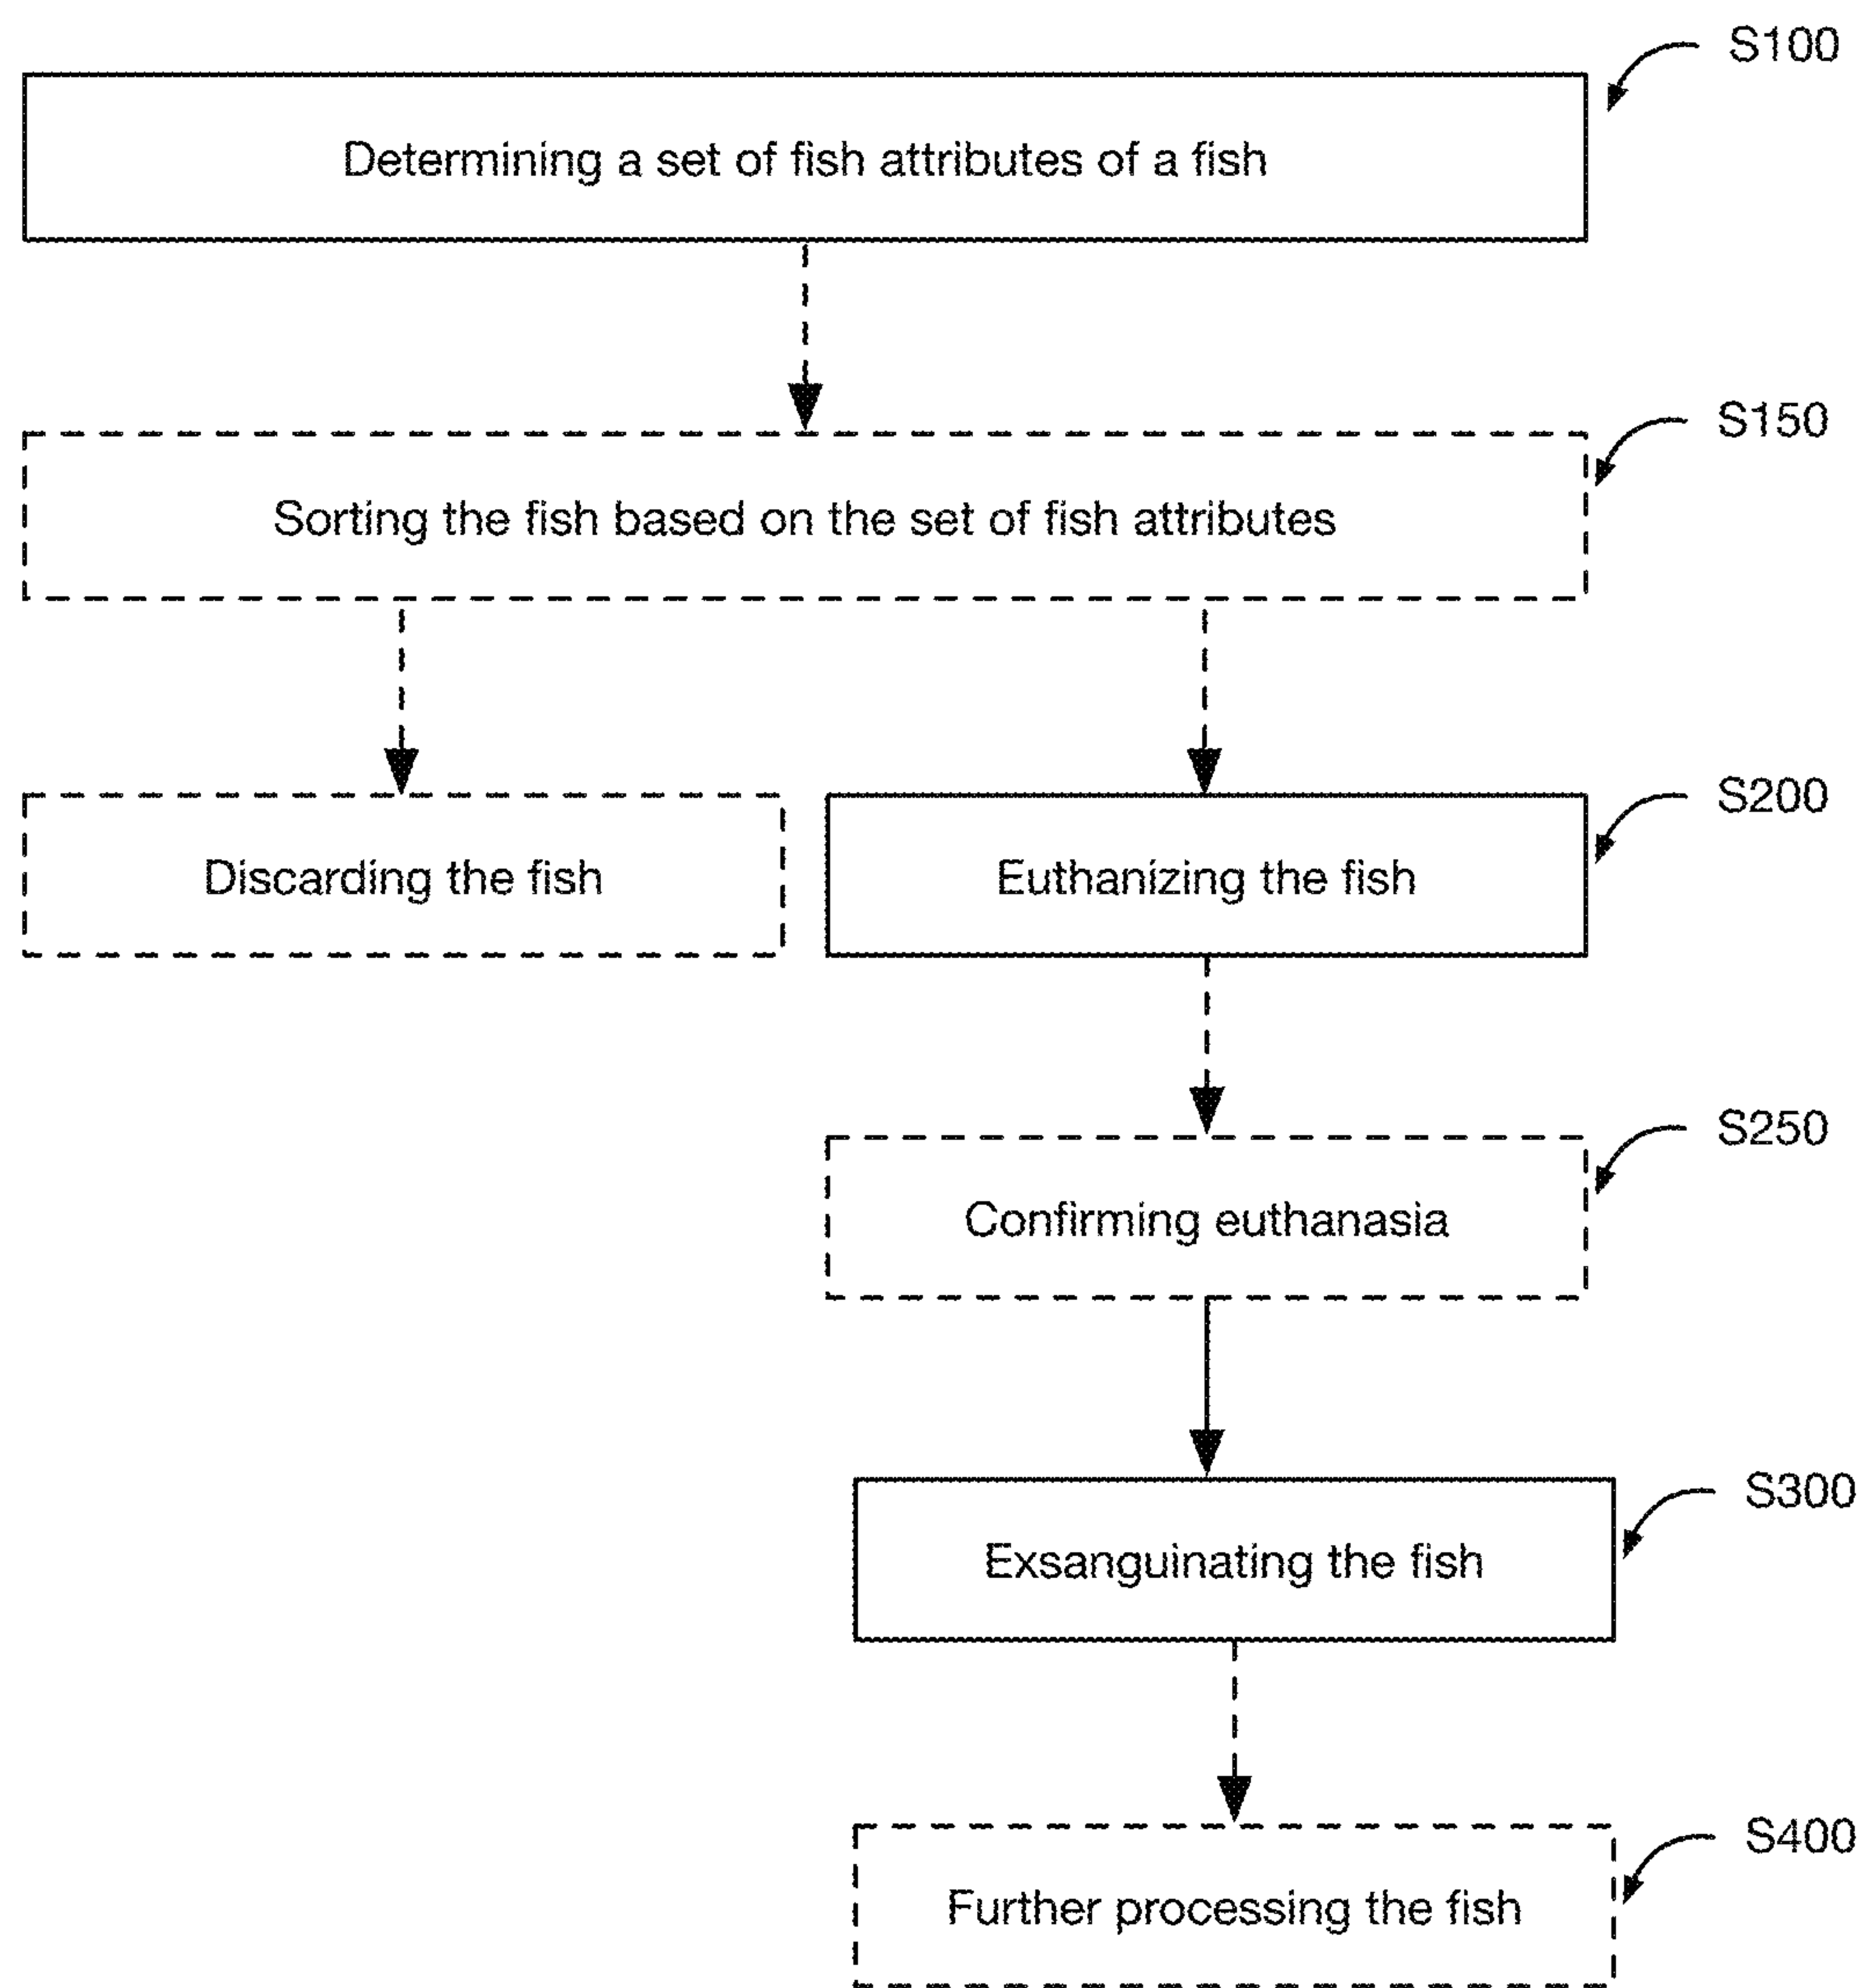 S100
Determining a set of fish attributes of a fish
S150
Sorting the fish based on the set of fish attributes
Discarding the fish
S200
Euthanizing the fish
S250
Confirming euthanasia
S300
Exsanguinating the fish
S400
Further processing the fish